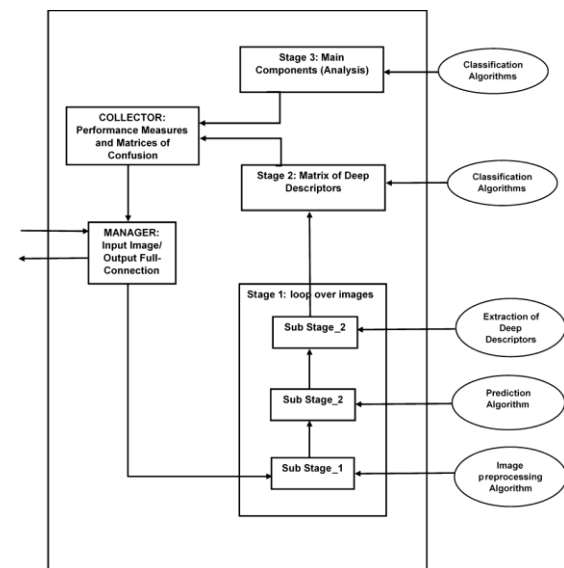 Stage 3: Main
Components (Analysis)
Classification
Algorithms
COLLECTOR:
Performance Measures
and Matrices of
Confusion
Stage 2: Matrix of Deep
Descriptors
Classification
Algorithms
MANAGER:
Input Image/
Output Full-
Connection
Stage 1: loop over images
Sub Stage_2
Extraction of
Deep
Descriptors
Sub Stage_2
Prediction
Algorithm
Sub Stage_1
Image
preprocessing
Algorithm